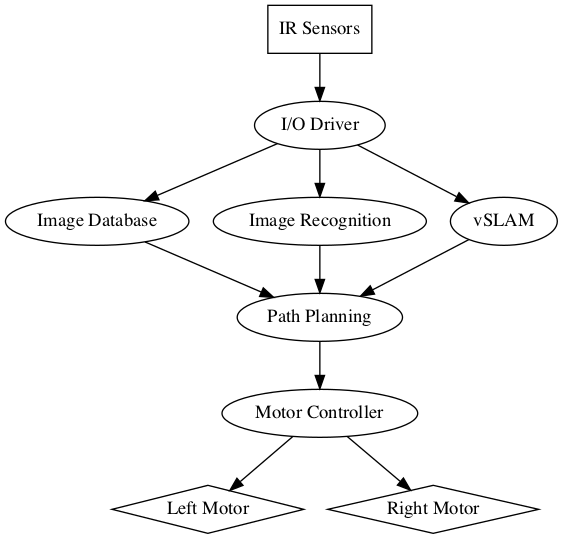 IR Sensors
I/O Driver
Image Database
Image Recognition
vSLAM
Path Planning
Motor Controller
Left Motor
Right Motor